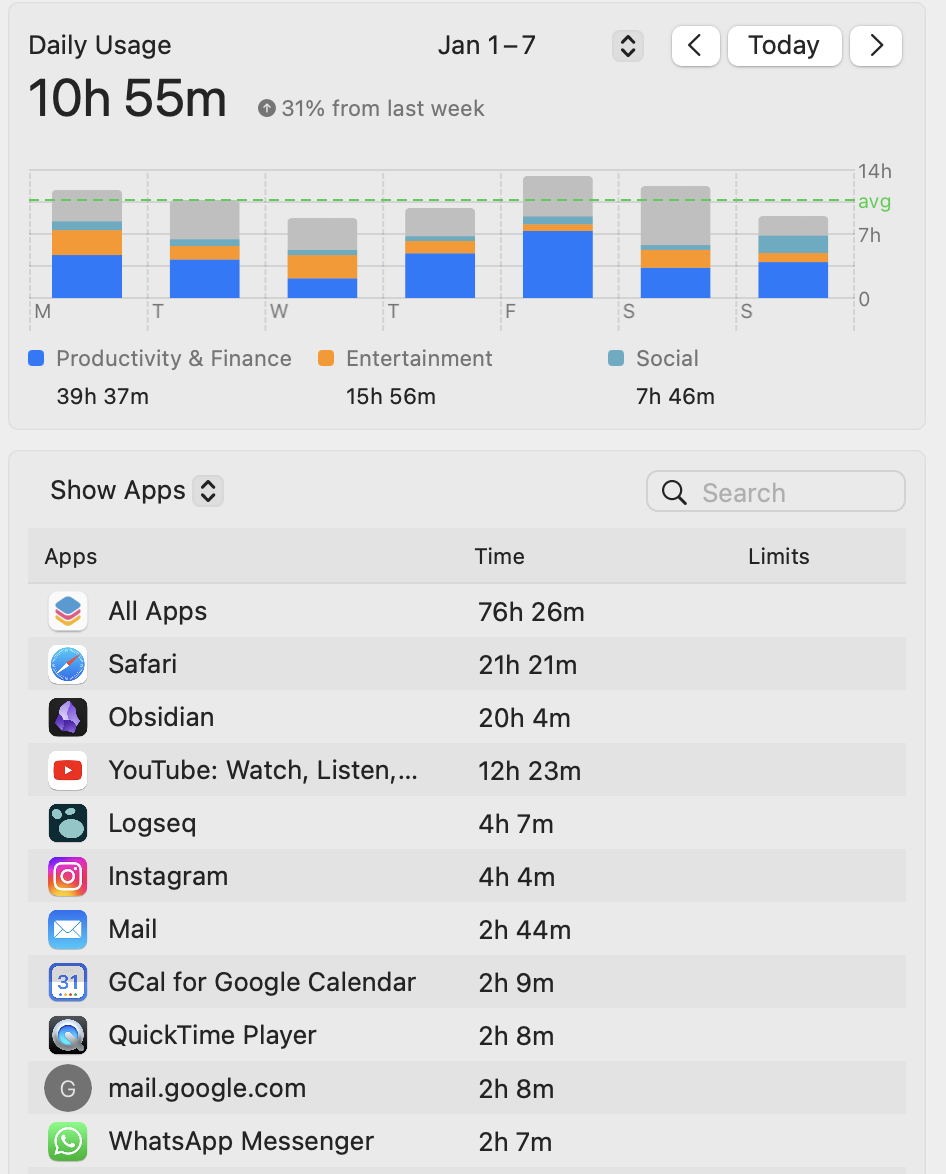 Daily Usage
Jan 1 – 7
Today
10h 55m
31% from last week
14h
avg
7h
0
M T W T F S S
Productivity & Finance Entertainment Social
39h 37m 15h 56m 7h 46m
Show Apps
Search
Apps Time Limits
All Apps 76h 26m
Safari 21h 21m
Obsidian 20h 4m
YouTube: Watch, Listen,... 12h 23m
Logseq 4h 7m
Instagram 4h 4m
Mail 2h 44m
31 GCal for Google Calendar 2h 9m
QuickTime Player 2h 8m
G mail.google.com 2h 8m
WhatsApp Messenger 2h 7m